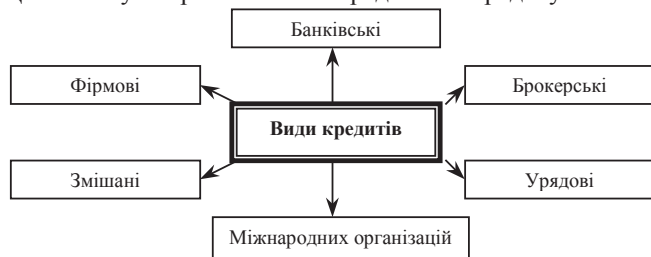 Банківські
Фірмові
Брокерські
Види кредитів
Змішані
Урядові
Міжнародних організацій